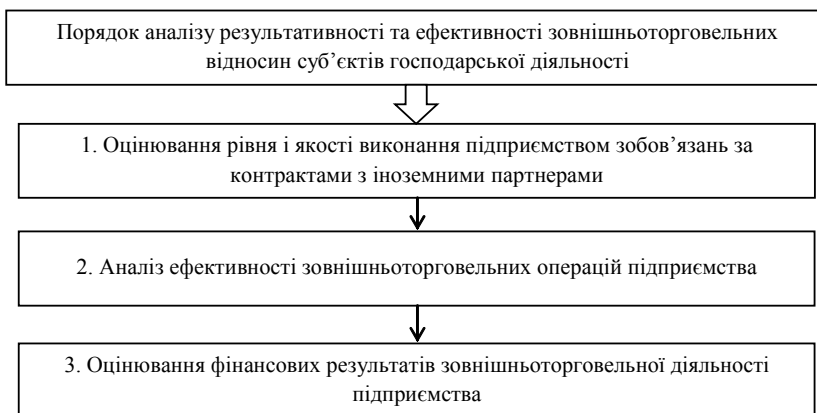 Порядок аналізу результативності та ефективності зовнішньоторговельних
відносин суб’єктів господарської діяльності
1. Оцінювання рівня і якості виконання підприємством зобов’язань за
контрактами з іноземними партнерами
2. Аналіз ефективності зовнішньоторговельних операцій підприємства
3. Оцінювання фінансових результатів зовнішньоторговельної діяльності
підприємства